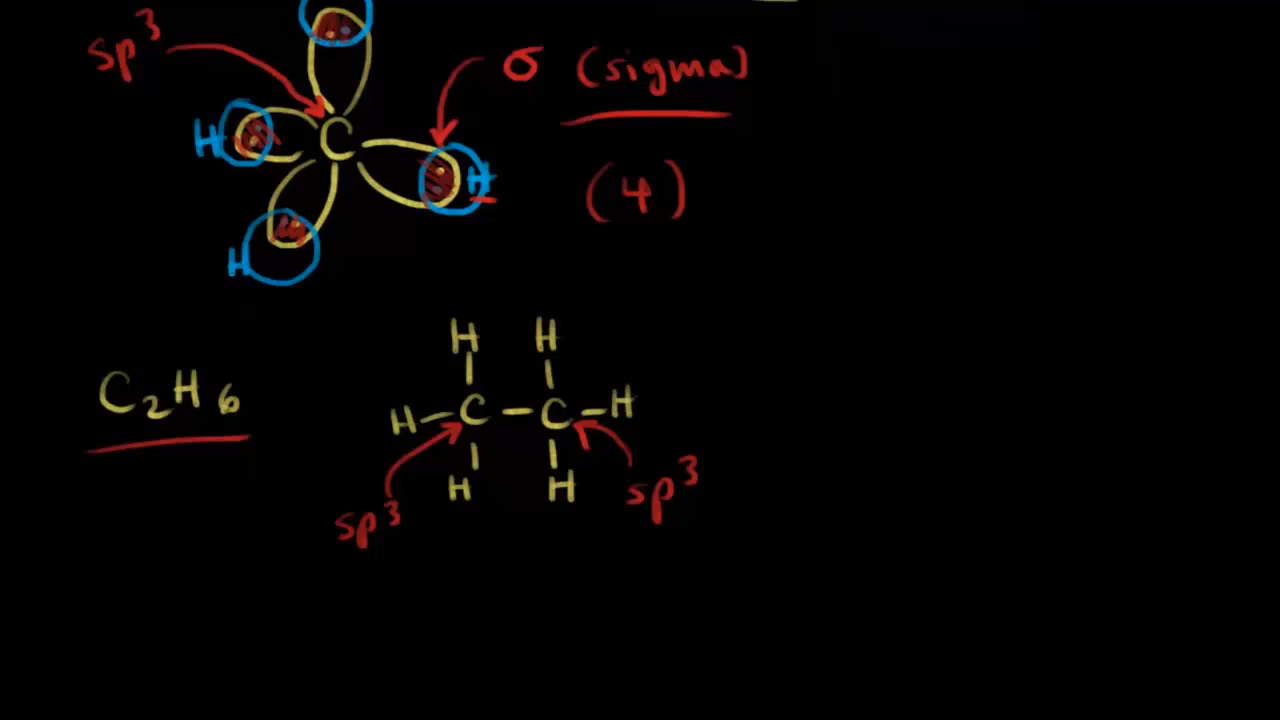 sp³
σ (sigma)
H C H
(4)
H
H H
C₂H₆ H-C-C-H
H H
sp³ sp³